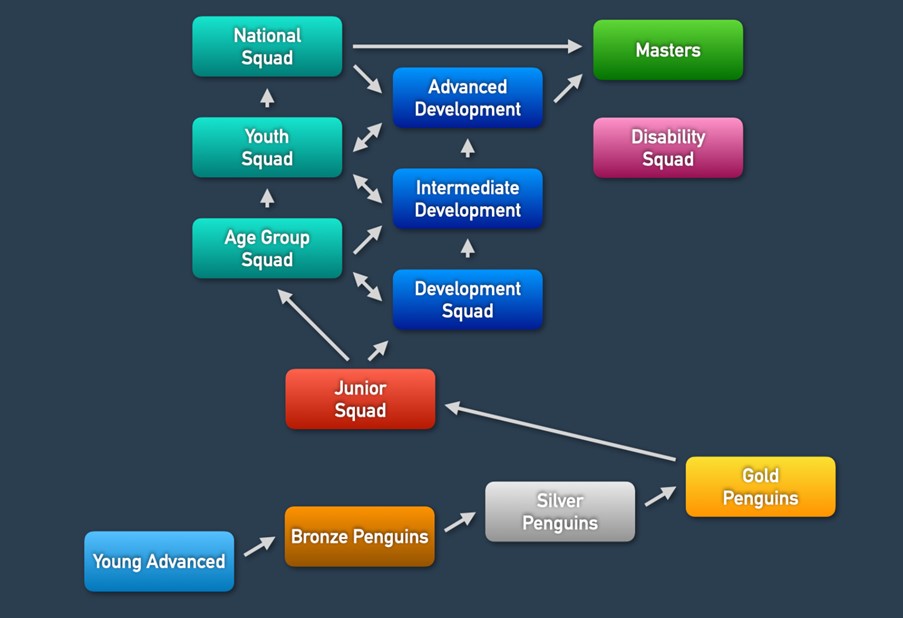 National
Squad
Masters
Advanced
Development
Youth
Squad
Disability
Squad
Intermediate
Development
Age Group
Squad
Development
Squad
Junior
Squad
Gold
Penguins
Silver
Penguins
Bronze Penguins
Young Advanced